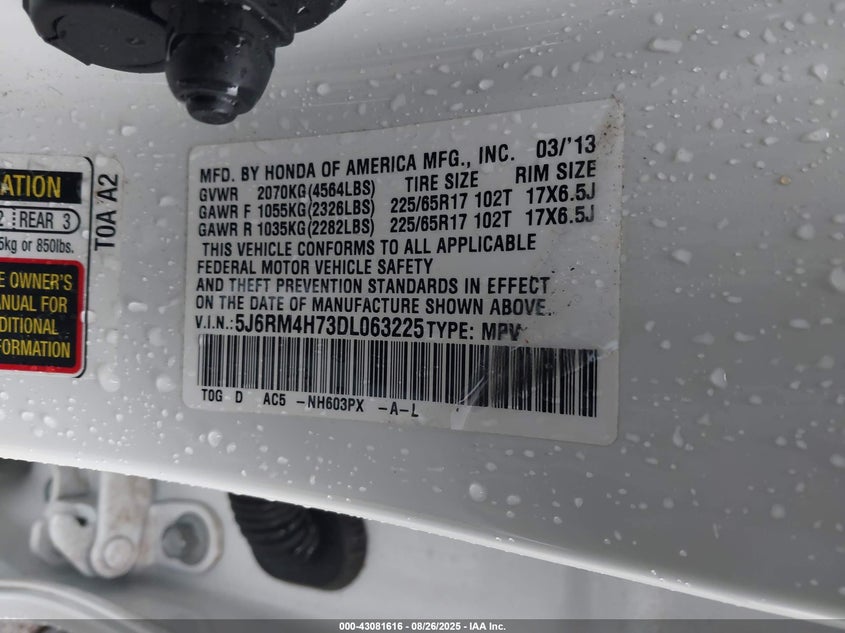 ATION
2 REAR 3
5kg or 850lbs.
E OWNER'S
ANUAL FOR
DITIONAL
FORMATION
T0A A2
MFD. BY HONDA OF AMERICA MFG., INC. 03/'13
GVWR 2070KG(4564LBS) TIRE SIZE RIM SIZE
GAWR F 1055KG(2326LBS) 225/65R17 102T 17X6.5J
GAWR R 1035KG(2282LBS) 225/65R17 102T 17X6.5J
THIS VEHICLE CONFORMS TO ALL APPLICABLE
FEDERAL MOTOR VEHICLE SAFETY
AND THEFT PREVENTION STANDARDS IN EFFECT
ON THE DATE OF MANUFACTURE SHOWN ABOVE.
V.I.N.:5J6RM4H73DL063225 TYPE: MPV
T0G D AC5 -NH603PX -A-L
000-43081616 - 08/26/2025 - IAA Inc.